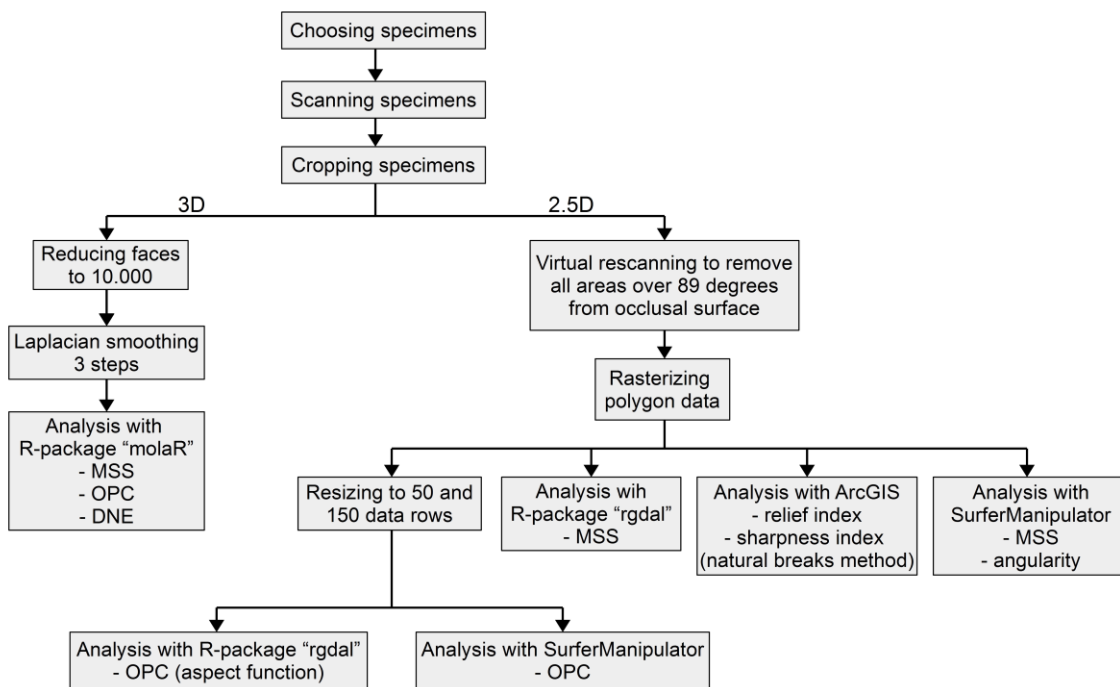 Choosing specimens
Scanning specimens
Cropping specimens
3D
2.5D
Reducing faces
to 10.000
Virtual rescanning to remove
all areas over 89 degrees
from occlusal surface
Laplacian smoothing
3 steps
Rasterizing
polygon data
Analysis with
R-package “molaR”
- MSS
- OPC
- DNE
Resizing to 50 and
150 data rows
Analysis wih
R-package “rgdal”
- MSS
Analysis with ArcGIS
- relief index
- sharpness index
(natural breaks method)
Analysis with
SurferManipulator
- MSS
- angularity
Analysis with R-package “rgdal”
- OPC (aspect function)
Analysis with SurferManipulator
- OPC